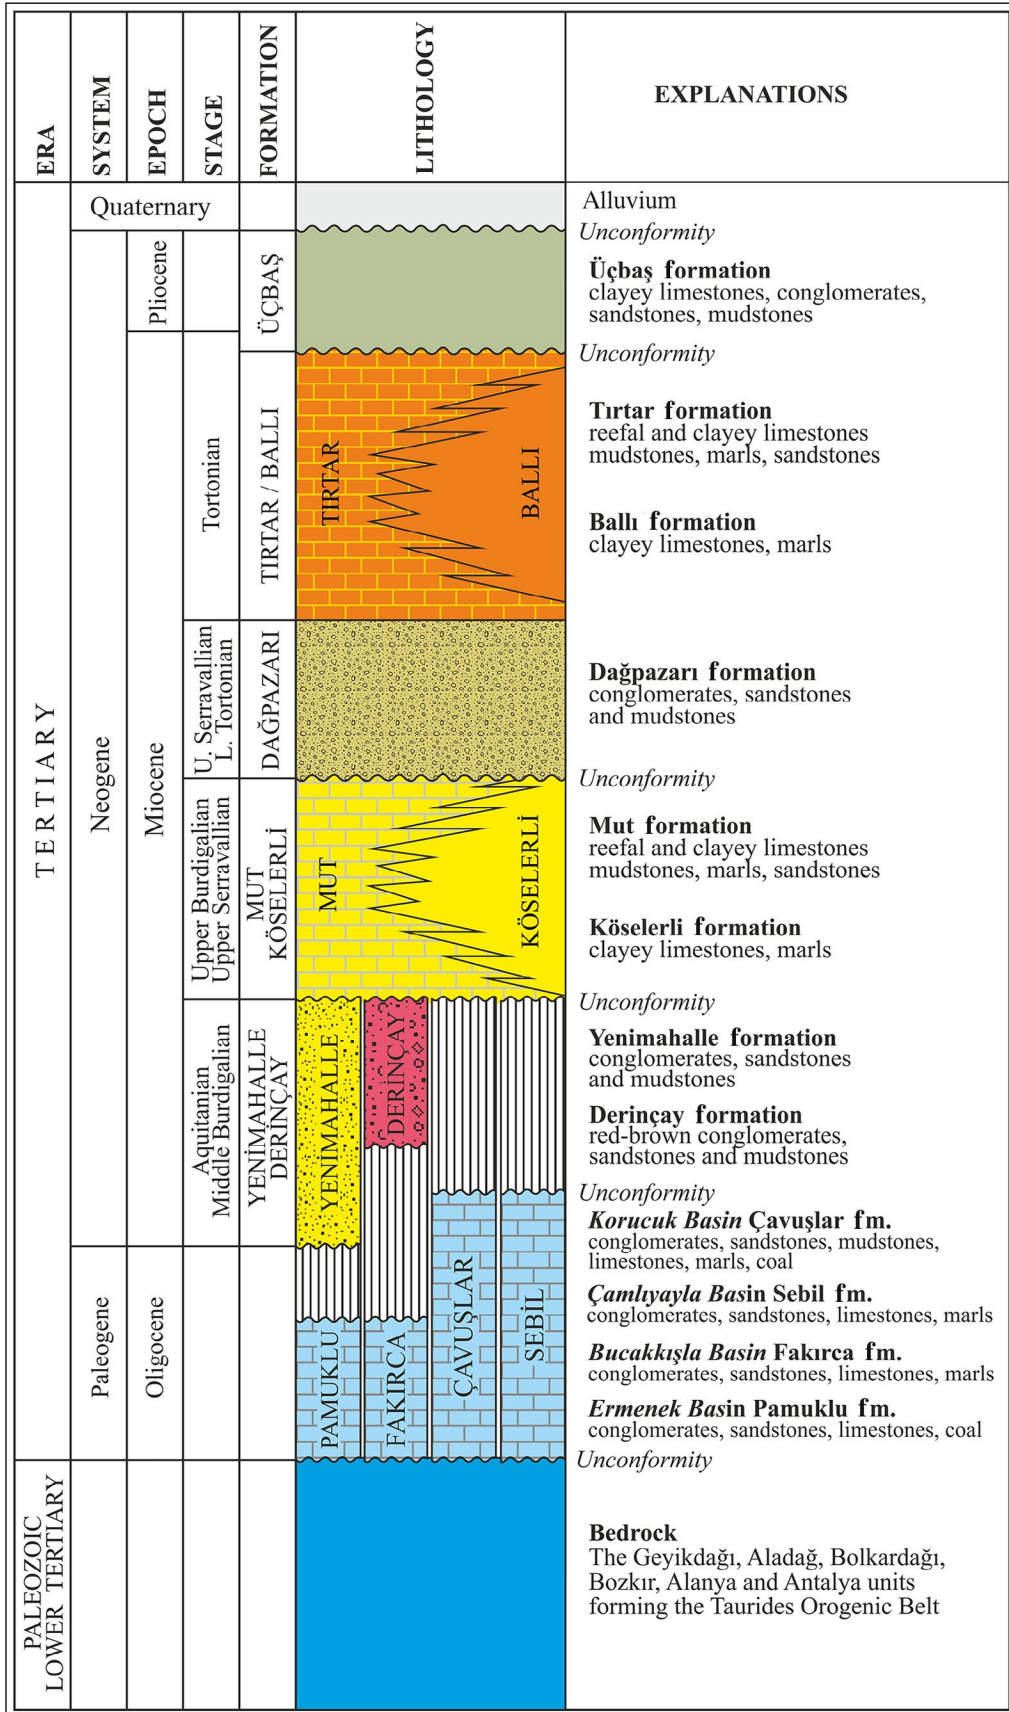 ERA
SYSTEM
EPOCH
STAGE
FORMATION
LITHOLOGY
EXPLANATIONS
TERTIARY
PALEOZOIC
LOWER TERTIARY
Quaternary
Neogene
Paleogene
Pliocene
Miocene
Oligocene
Tortonian
U. Serravallian
L. Tortonian
Upper Burdigalian
Upper Serravallian
Aquitanian
Middle Burdigalian
ÜÇBAŞ
TIRTAR / BALLI
DAĞPAZARI
MUT
KÖSELERLİ
YENİMAHALLE
DERİNÇAY
TIRTAR
BALLI
MUT
KÖSELERLİ
YENİMAHALLE
DERİNÇAY
PAMUKLU
FAKIRCA
ÇAVUŞLAR
SEBİL
Alluvium
Unconformity
Üçbaş formation
clayey limestones, conglomerates,
sandstones, mudstones
Unconformity
Tırtar formation
reefal and clayey limestones
mudstones, marls, sandstones
Ballı formation
clayey limestones, marls
Dağpazarı formation
conglomerates, sandstones
and mudstones
Unconformity
Mut formation
reefal and clayey limestones
mudstones, marls, sandstones
Köselerli formation
clayey limestones, marls
Unconformity
Yenimahalle formation
conglomerates, sandstones
and mudstones
Derinçay formation
red-brown conglomerates,
sandstones and mudstones
Unconformity
Korucuk Basin Çavuşlar fm.
conglomerates, sandstones, mudstones,
limestones, marls, coal
Çamlıyayla Basin Sebil fm.
conglomerates, sandstones, limestones, marls
Bucakkışla Basin Fakırca fm.
conglomerates, sandstones, limestones, marls
Ermenek Basin Pamuklu fm.
conglomerates, sandstones, limestones, coal
Unconformity
Bedrock
The Geyikdağı, Aladağ, Bolkardağı,
Bozkır, Alanya and Antalya units
forming the Taurides Orogenic Belt